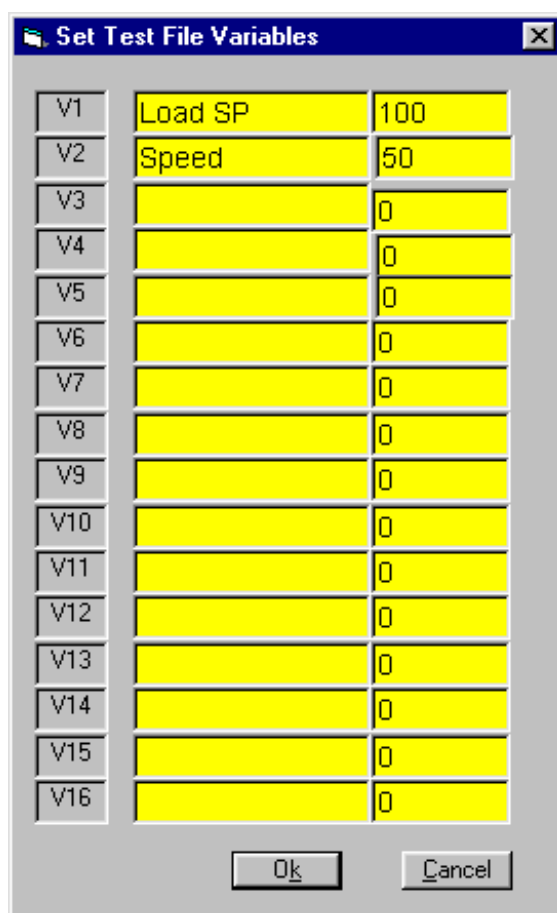 Set Test File Variables
V1 Load SP 100
V2 Speed 50
V3 0
V4 0
V5 0
V6 0
V7 0
V8 0
V9 0
V10 0
V11 0
V12 0
V13 0
V14 0
V15 0
V16 0
Ok Cancel